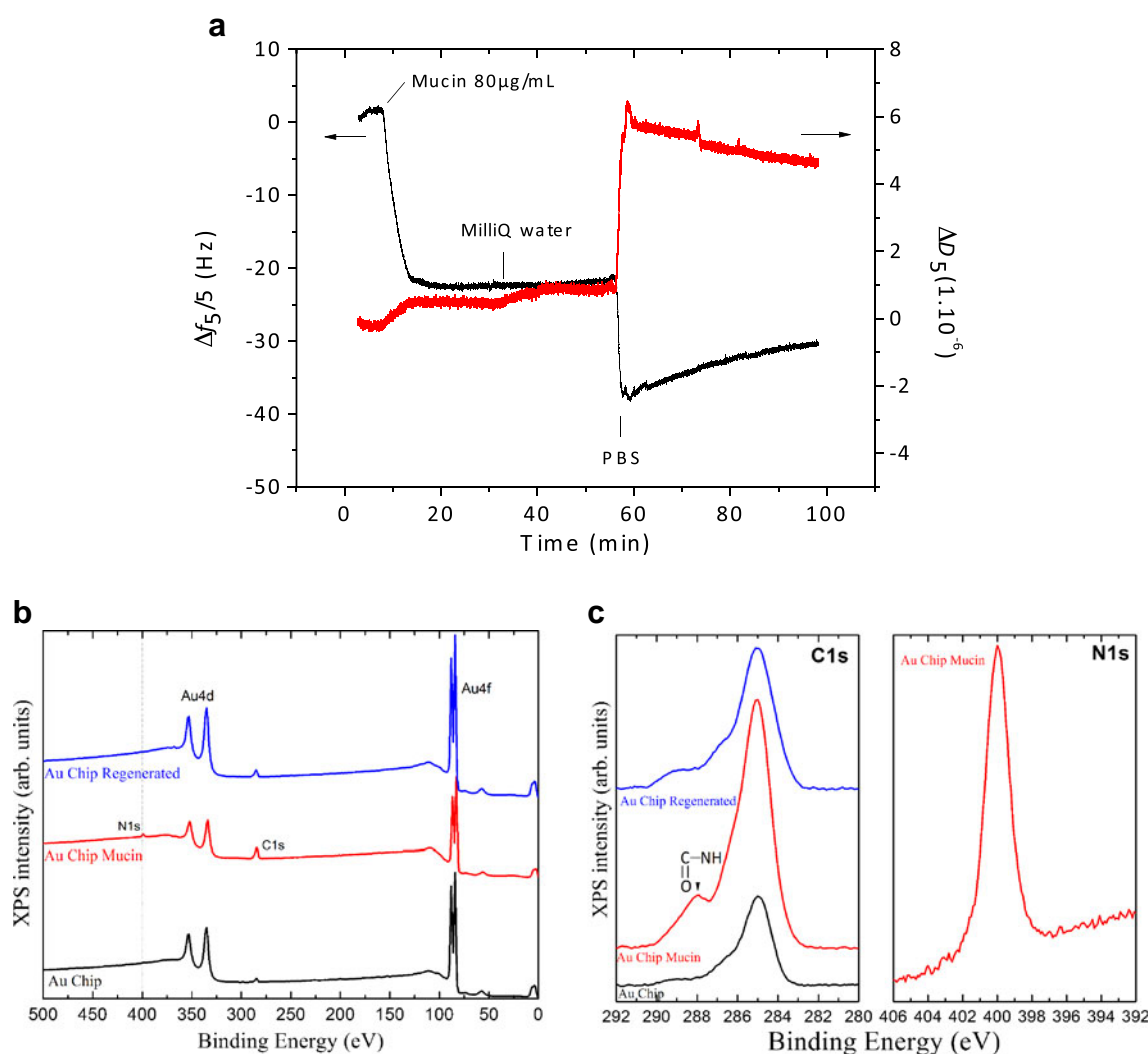 a
10
0
-10
-20
-30
-40
-50
8
6
4
2
0
-2
-4
Mucin 80µg/mL
MilliQ water
PBS
Δf5/5 (Hz)
ΔD5(1.10-6)
0
20
40
60
80
100
Time (min)
b
Au4d
Au4f
Au Chip Regenerated
N1s
C1s
Au Chip Mucin
Au Chip
XPS intensity (arb. units)
500
450
400
350
300
250
200
150
100
50
0
Binding Energy (eV)
c
C1s
Au Chip Regenerated
C–NH
O
Au Chip Mucin
Au Chip
XPS intensity (arb. units)
292
290
288
286
284
282
280
Au Chip Mucin
N1s
406
404
402
400
398
396
394
392
Binding Energy (eV)